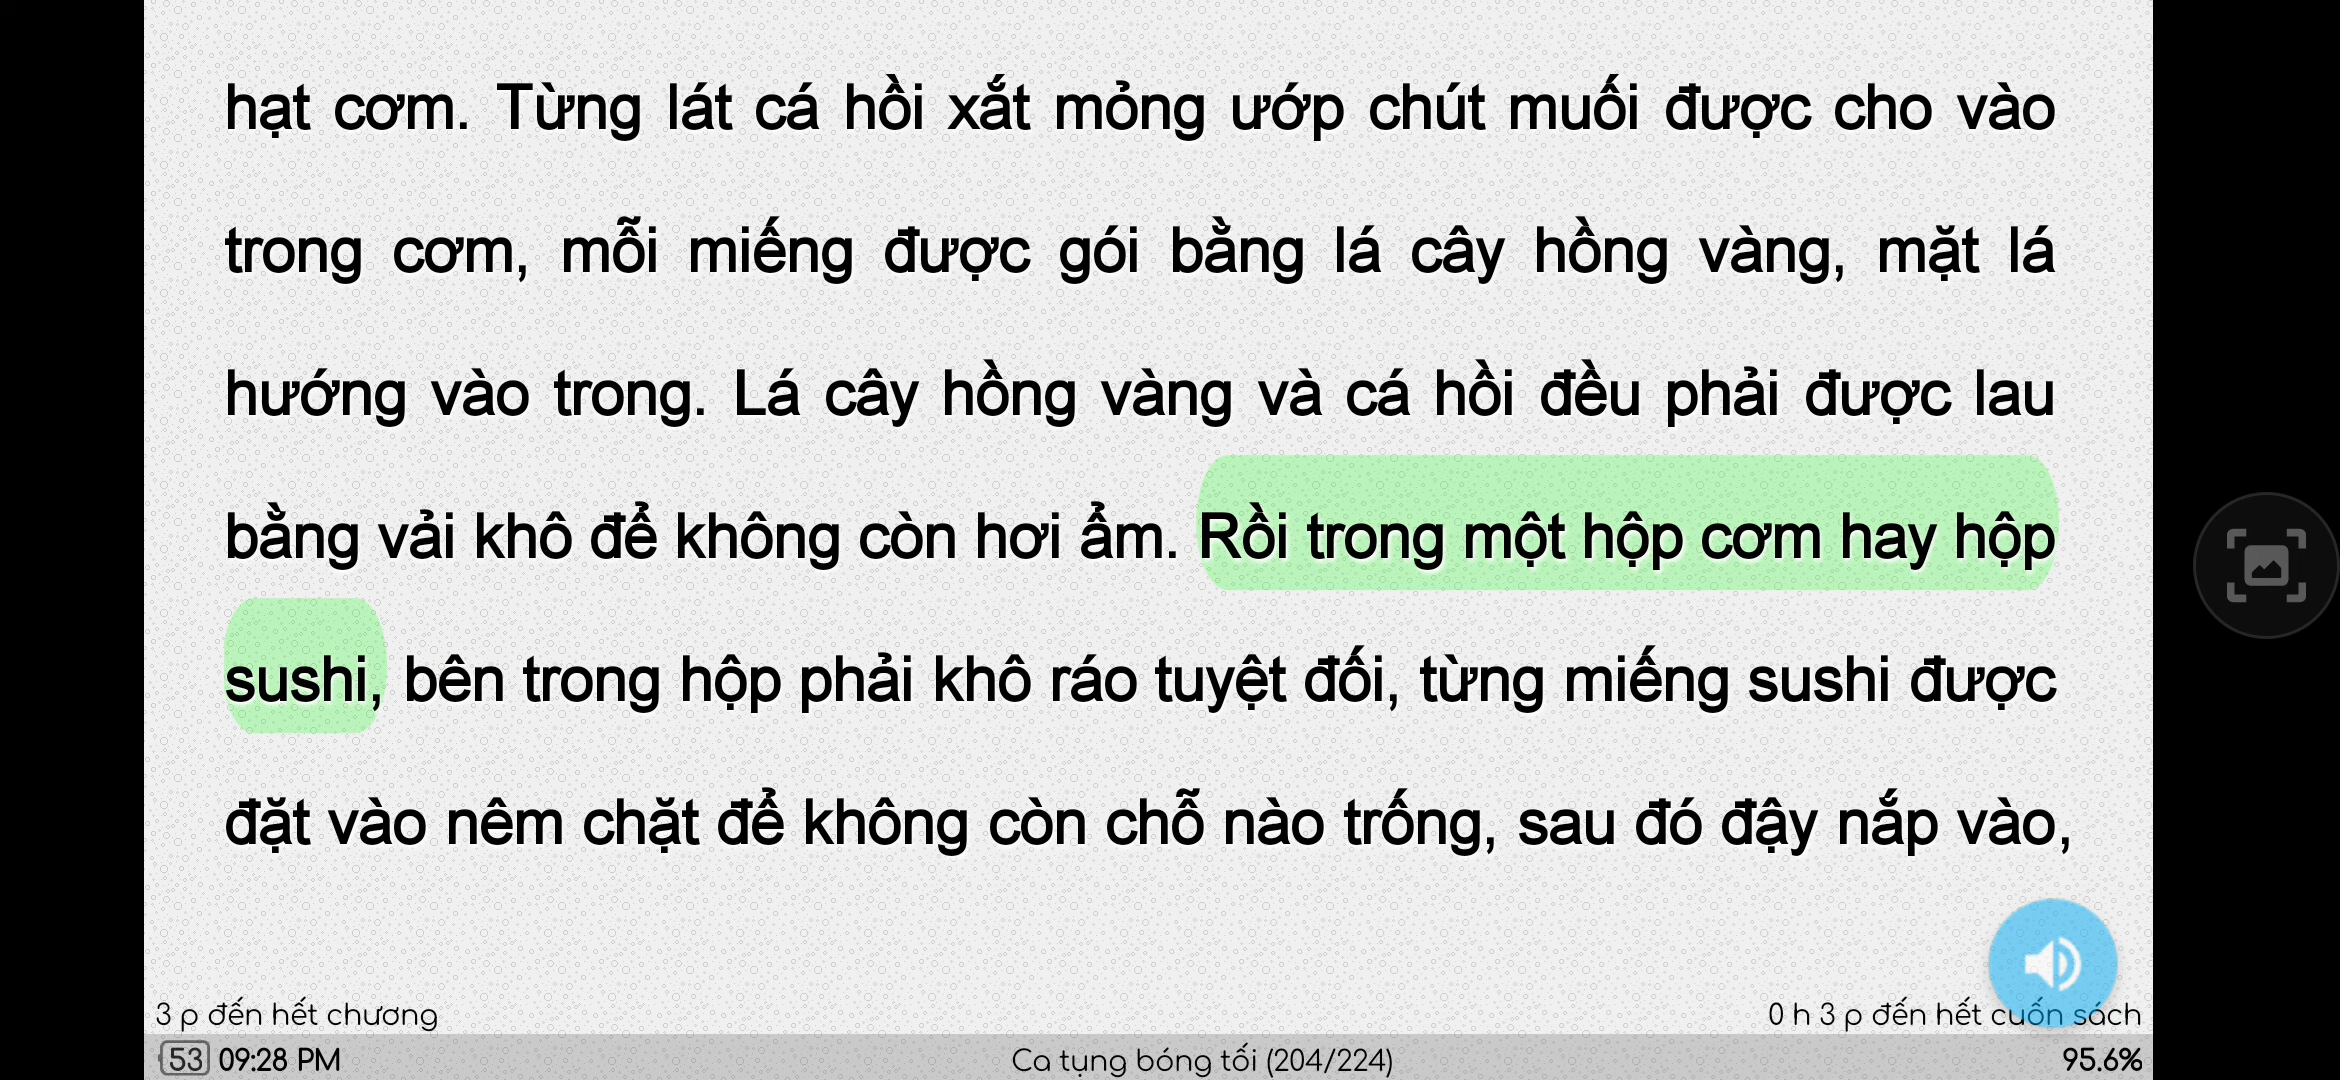 hạt cơm. Từng lát cá hồi xắt mỏng ướp chút muối được cho vào
trong cơm, mỗi miếng được gói bằng lá cây hồng vàng, mặt lá
hướng vào trong. Lá cây hồng vàng và cá hồi đều phải được lau
bằng vải khô để không còn hơi ẩm. Rồi trong một hộp cơm hay hộp
sushi, bên trong hộp phải khô ráo tuyệt đối, từng miếng sushi được
đặt vào nêm chặt để không còn chỗ nào trống, sau đó đậy nắp vào,
3 p đến hết chương
0 h 3 p đến hết cuốn sách
53 09:28 PM
Ca tụng bóng tối (204/224)
95.6%